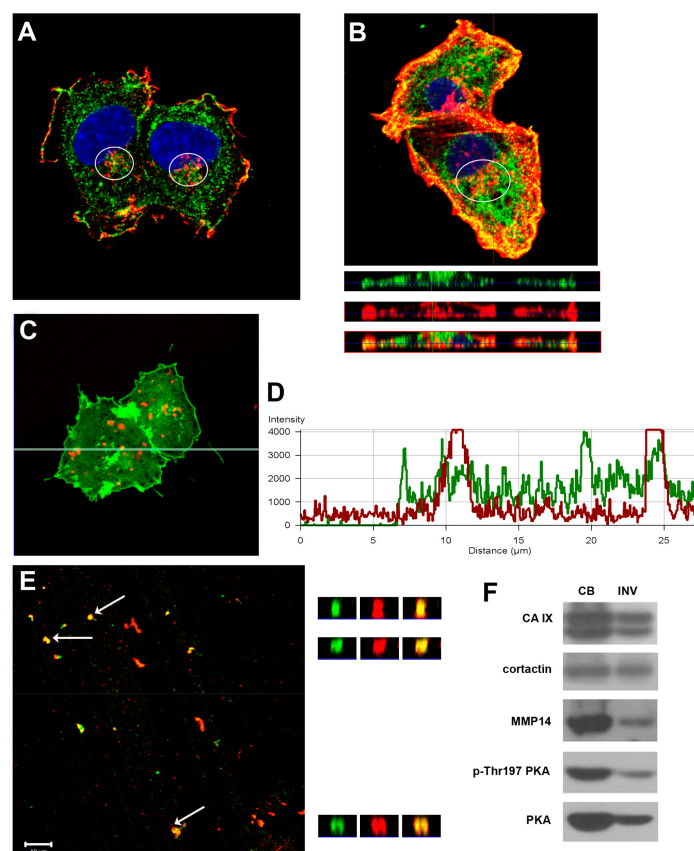 A
B
C
D
Intensity
4000
3000
2000
1000
0
0 5 10 15 20 25
Distance (µm)
E
F
CB INV
CA IX
cortactin
MMP14
p-Thr197 PKA
PKA